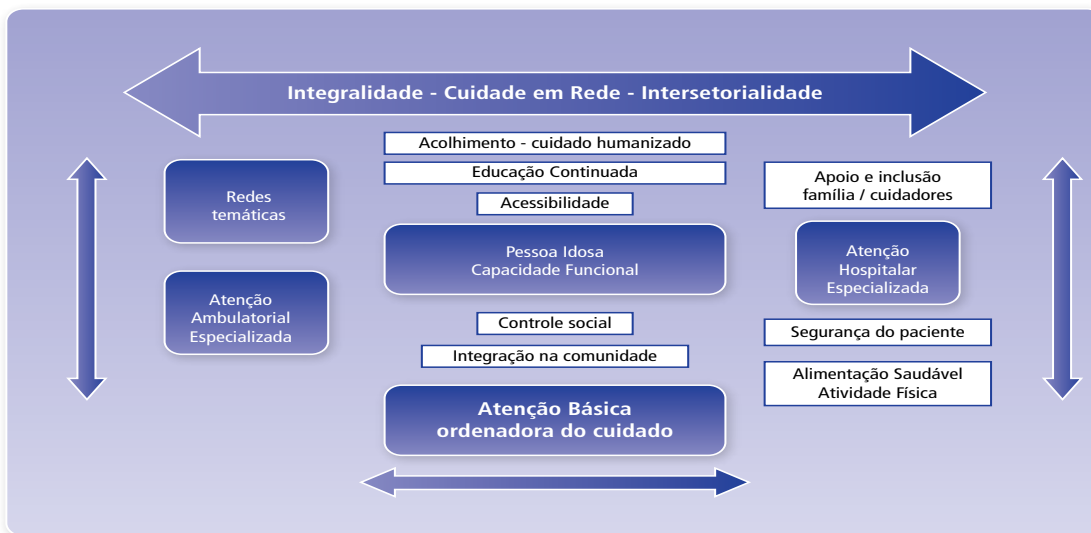 Integralidade - Cuidade em Rede - Intersetorialidade
Acolhimento - cuidado humanizado
Educação Continuada
Acessibilidade
Redes
temáticas
Atenção
Ambulatorial
Especializada
Pessoa Idosa
Capacidade Funcional
Controle social
Integração na comunidade
Atenção Básica
ordenadora do cuidado
Apoio e inclusão
família / cuidadores
Atenção
Hospitalar
Especializada
Segurança do paciente
Alimentação Saudável
Atividade Física